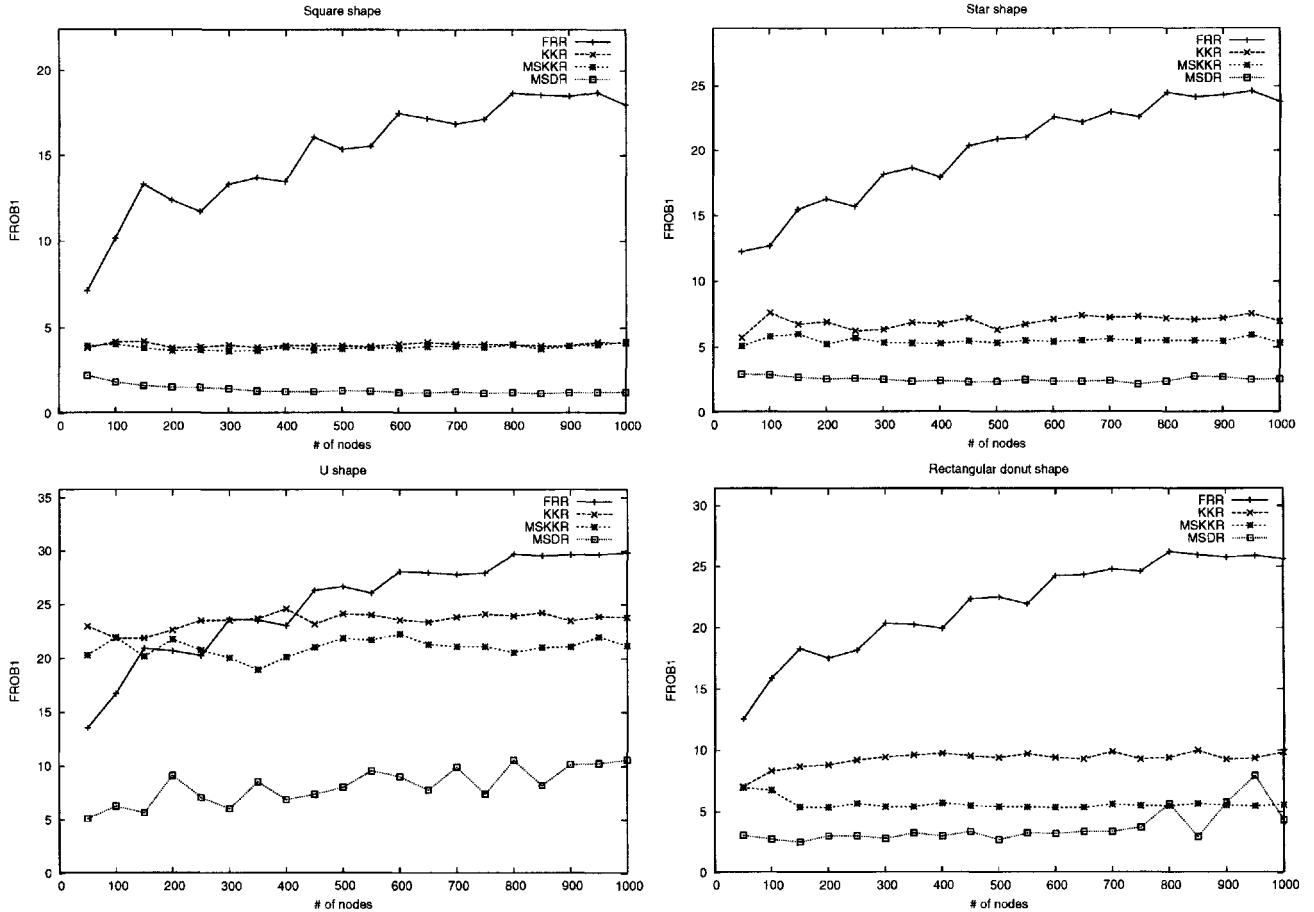 Square shape
FRR
KKR
MSKKR
MSDR
20
15
10
5
0
FROB1
0 100 200 300 400 500 600 700 800 900 1000
# of nodes
Star shape
FRR
KKR
MSKKR
MSDR
25
20
15
10
5
0
FROB1
0 100 200 300 400 500 600 700 800 900 1000
# of nodes
U shape
FRR
KKR
MSKKR
MSDR
35
30
25
20
15
10
5
0
FROB1
0 100 200 300 400 500 600 700 800 900 1000
# of nodes
Rectangular donut shape
FRR
KKR
MSKKR
MSDR
30
25
20
15
10
5
0
FROB1
0 100 200 300 400 500 600 700 800 900 1000
# of nodes